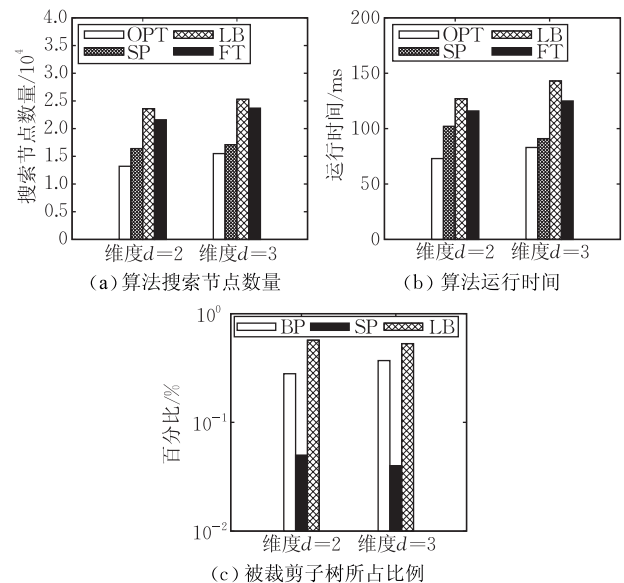 4.0
3.5
3.0
2.5
2.0
1.5
1.0
0.5
0
搜索节点数量/10⁴
OPT LB
SP FT
维度d=2 维度d=3
(a) 算法搜索节点数量
200
150
100
50
0
运行时间/ms
OPT LB
SP FT
维度d=2 维度d=3
(b) 算法运行时间
10⁰
10⁻¹
10⁻²
百分比/%
BP SP LB
维度d=2 维度d=3
(c) 被裁剪子树所占比例